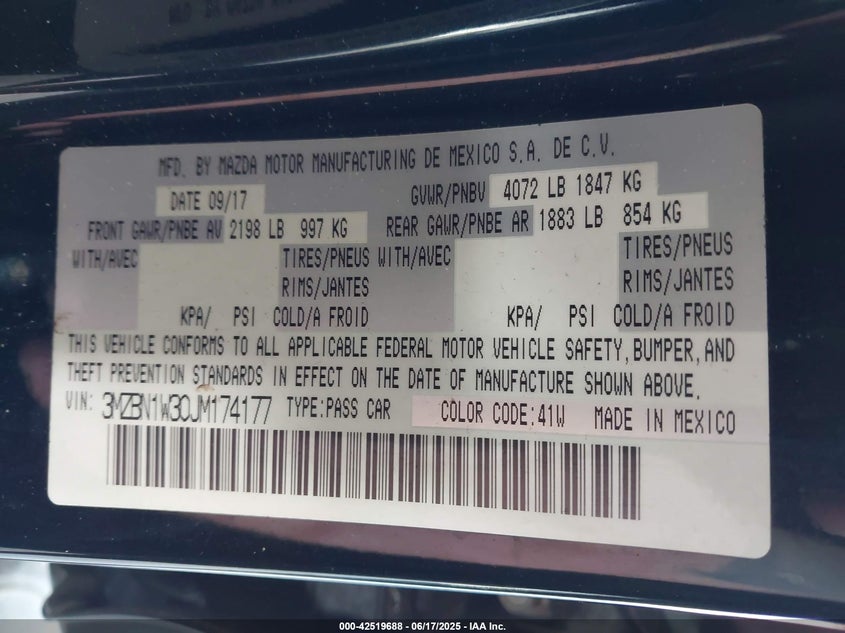 MFD. BY MAZDA MOTOR MANUFACTURING DE MEXICO S.A. DE C.V.
DATE 09/17 GVWR/PNBV 4072 LB 1847 KG
FRONT GAWR/PNBE AV 2198 LB 997 KG REAR GAWR/PNBE AR 1883 LB 854 KG
WITH/AVEC TIRES/PNEUS WITH/AVEC TIRES/PNEUS
RIMS/JANTES RIMS/JANTES
KPA/ PSI COLD/A FROID KPA/ PSI COLD/A FROID
THIS VEHICLE CONFORMS TO ALL APPLICABLE FEDERAL MOTOR VEHICLE SAFETY, BUMPER, AND
THEFT PREVENTION STANDARDS IN EFFECT ON THE DATE OF MANUFACTURE SHOWN ABOVE.
VIN: 3MZBN1W30JM174177 TYPE:PASS CAR COLOR CODE:41W MADE IN MEXICO
000-42519688 - 06/17/2025 - IAA Inc.